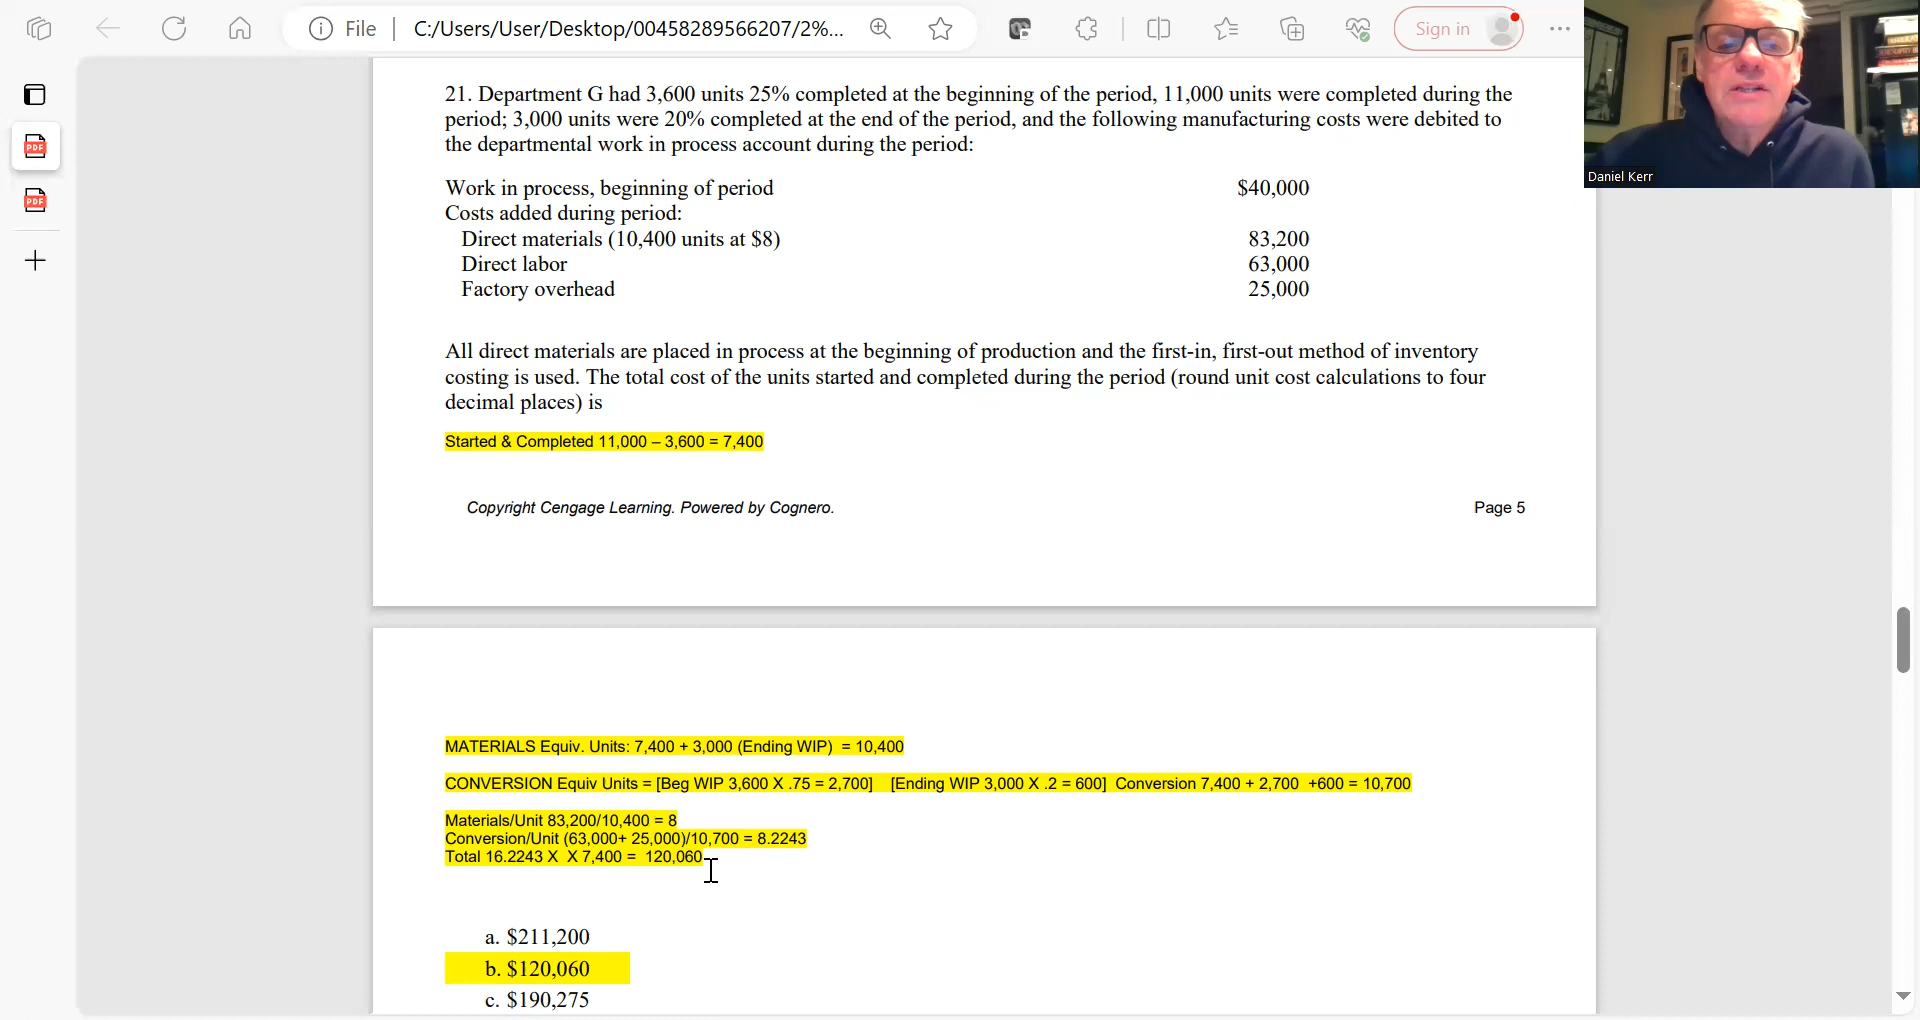 File
C:/Users/User/Desktop/00458289566207/2%...
Sign in
Daniel Kerr
21. Department G had 3,600 units 25% completed at the beginning of the period, 11,000 units were completed during the
period; 3,000 units were 20% completed at the end of the period, and the following manufacturing costs were debited to
the departmental work in process account during the period:
Work in process, beginning of period $40,000
Costs added during period:
Direct materials (10,400 units at $8) 83,200
Direct labor 63,000
Factory overhead 25,000
All direct materials are placed in process at the beginning of production and the first-in, first-out method of inventory
costing is used. The total cost of the units started and completed during the period (round unit cost calculations to four
decimal places) is
Started & Completed 11,000 – 3,600 = 7,400
Copyright Cengage Learning. Powered by Cognero. Page 5
MATERIALS Equiv. Units: 7,400 + 3,000 (Ending WIP) = 10,400
CONVERSION Equiv Units = [Beg WIP 3,600 X .75 = 2,700] [Ending WIP 3,000 X .2 = 600] Conversion 7,400 + 2,700 +600 = 10,700
Materials/Unit 83,200/10,400 = 8
Conversion/Unit (63,000+ 25,000)/10,700 = 8.2243
Total 16.2243 X X 7,400 = 120,060
a. $211,200
b. $120,060
c. $190,275
PDF
PDF